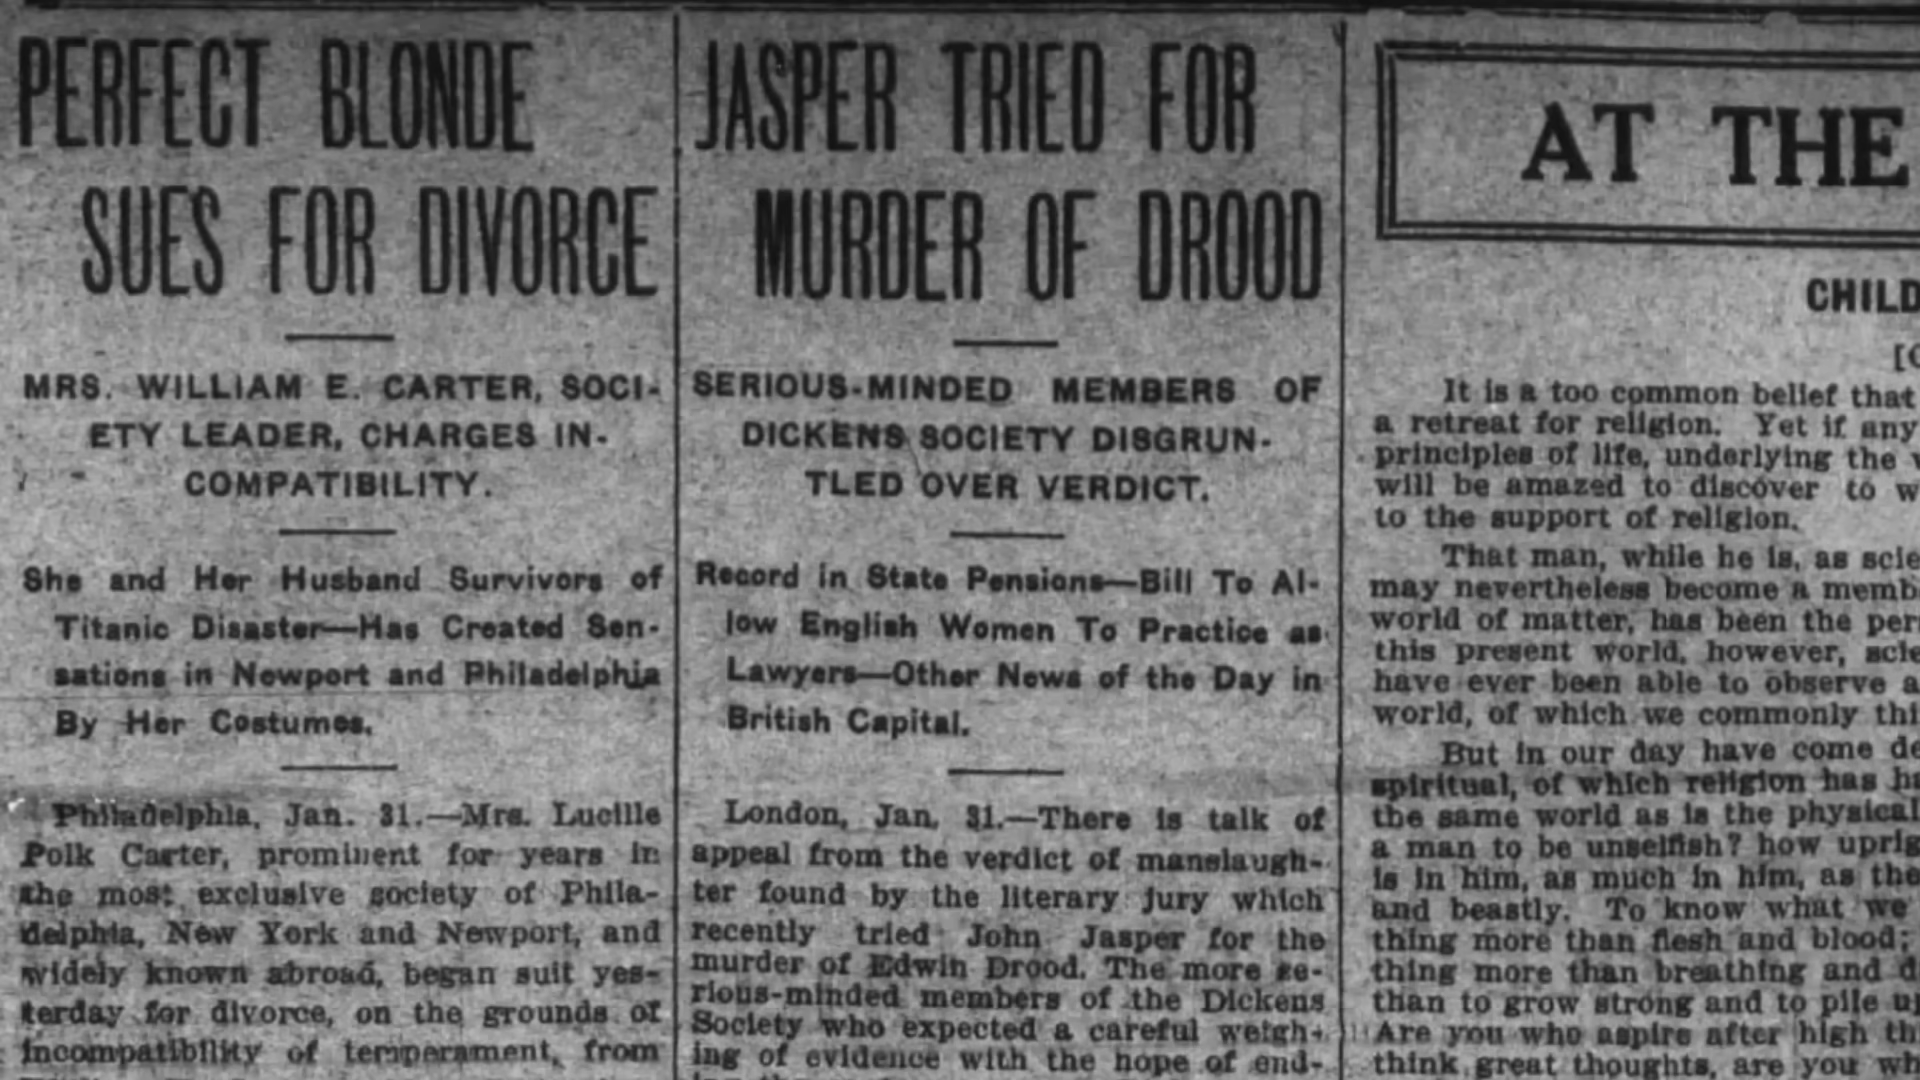 PERFECT BLONDE
SUES FOR DIVORCE
MRS. WILLIAM E. CARTER, SOCI-
ETY LEADER, CHARGES IN-
COMPATIBILITY.
She and Her Husband Survivors of
Titanic Disaster—Has Created Sen-
sations in Newport and Philadelphia
By Her Costumes.
Philadelphia, Jan. 31.—Mrs. Lucille
Polk Carter, prominent for years in
the most exclusive society of Phila-
delphia, New York and Newport, and
widely known abroad, began suit yes-
terday for divorce, on the grounds of
incompatibility of temperament, from
JASPER TRIED FOR
MURDER OF DROOD
SERIOUS-MINDED MEMBERS OF
DICKENS SOCIETY DISGRUN-
TLED OVER VERDICT.
Record in State Pensions—Bill To Al-
low English Women To Practice as
Lawyers—Other News of the Day in
British Capital.
London, Jan. 31.—There is talk of
appeal from the verdict of manslaugh-
ter found by the literary jury which
recently tried John Jasper for the
murder of Edwin Drood. The more se-
rious-minded members of the Dickens
Society who expected a careful weigh-
ing of evidence with the hope of end-
AT THE
CHILD
It is a too common belief that
a retreat for religion. Yet if any
principles of life, underlying the
will be amazed to discover to
to the support of religion.
That man, while he is, as scie
may nevertheless become a memb
world of matter, has been the per
this present world, however, scie
have ever been able to observe a
world, of which we commonly thi
But in our day have come de
spiritual, of which religion has ha
the same world as is the physical
a man to be unselfish? how uprig
is in him, as much in him, as the
and beastly. To know what we
thing more than flesh and blood;
thing more than breathing and d
than to grow strong and to pile up
Are you who aspire after high th
think great thoughts, are you wh